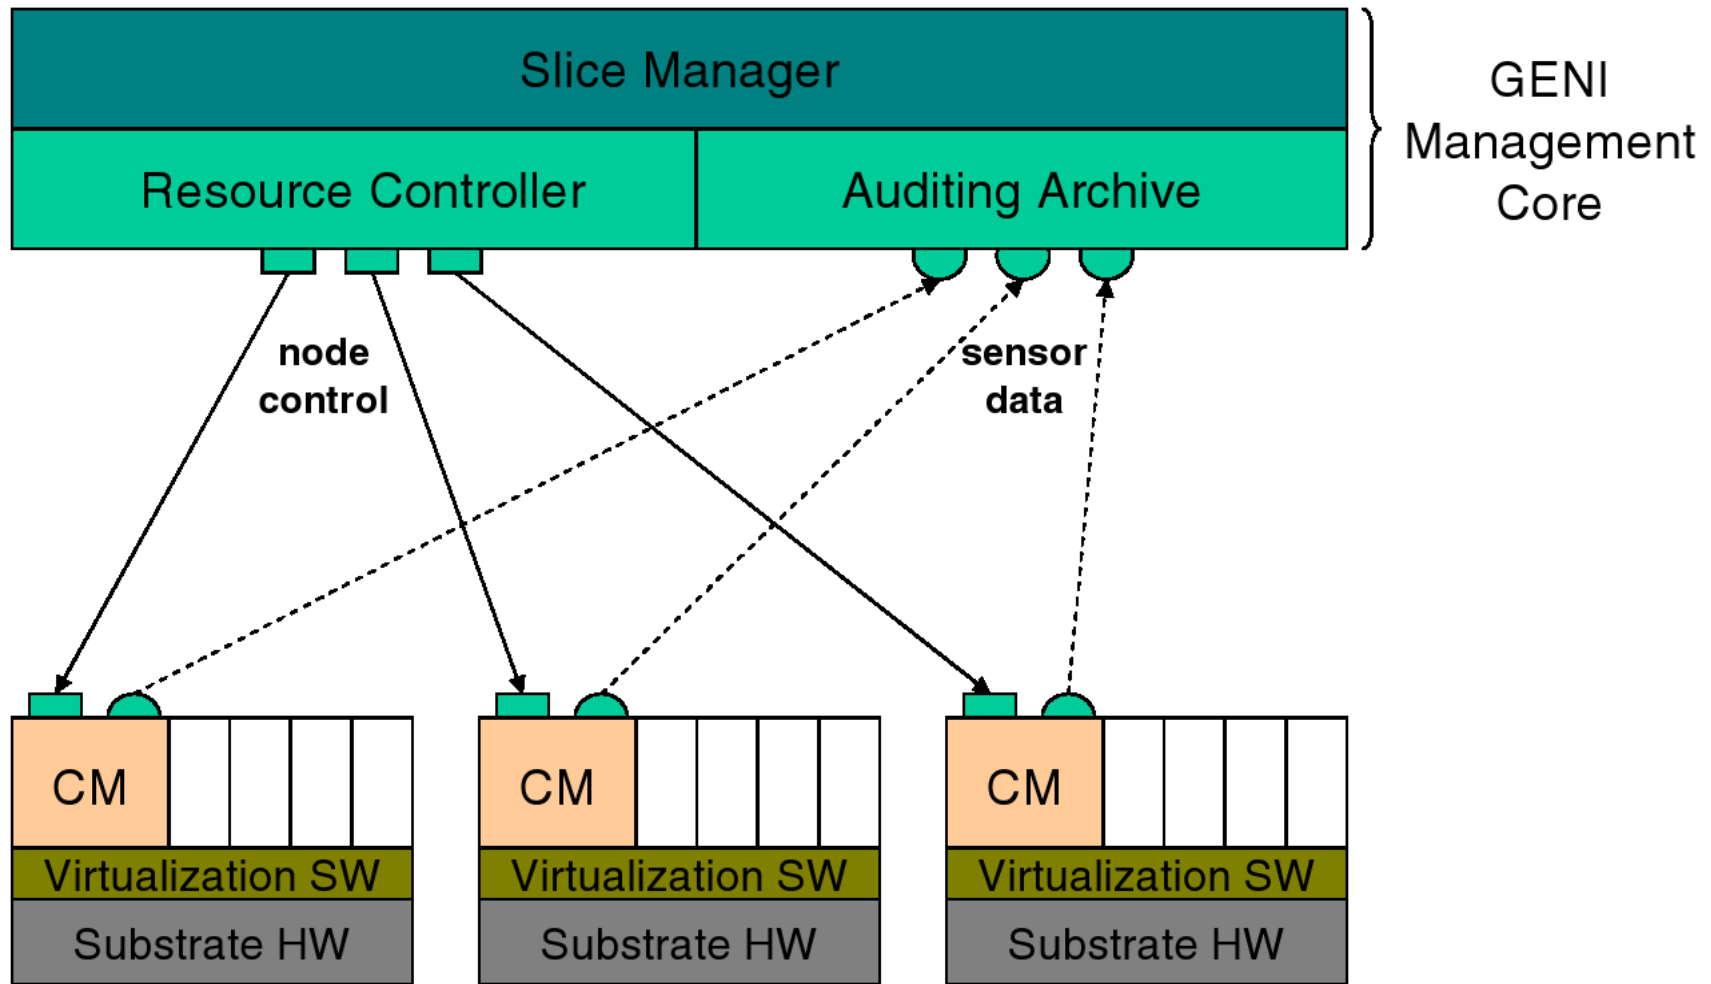 Slice Manager
Resource Controller
Auditing Archive
GENI
Management
Core
node
control
sensor
data
CM
CM
CM
Virtualization SW
Virtualization SW
Virtualization SW
Substrate HW
Substrate HW
Substrate HW